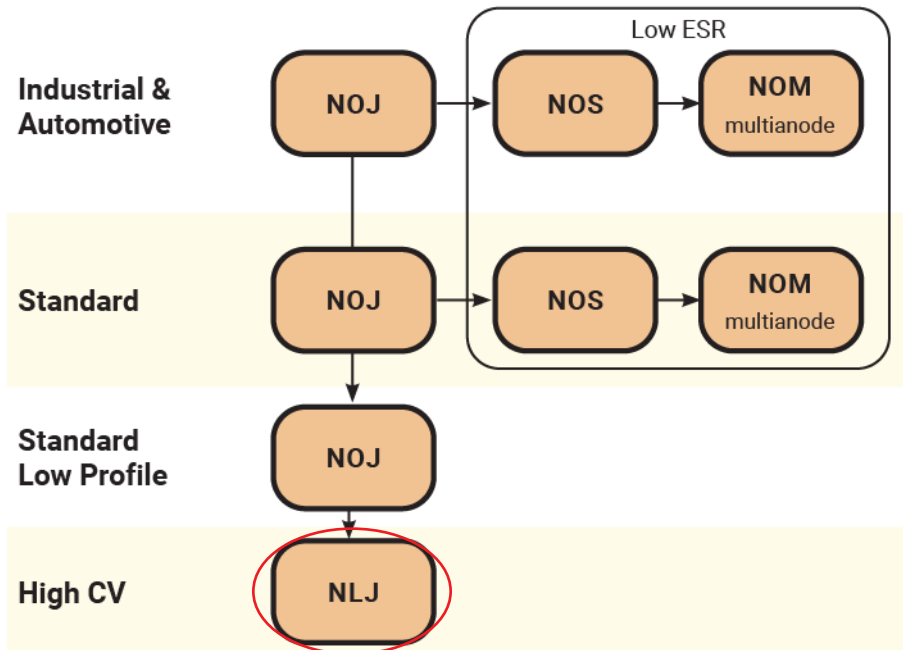 Low ESR
Industrial &
Automotive
NOJ
NOS
NOM
multianode
Standard
NOJ
NOS
NOM
multianode
Standard
Low Profile
NOJ
High CV
NLJ